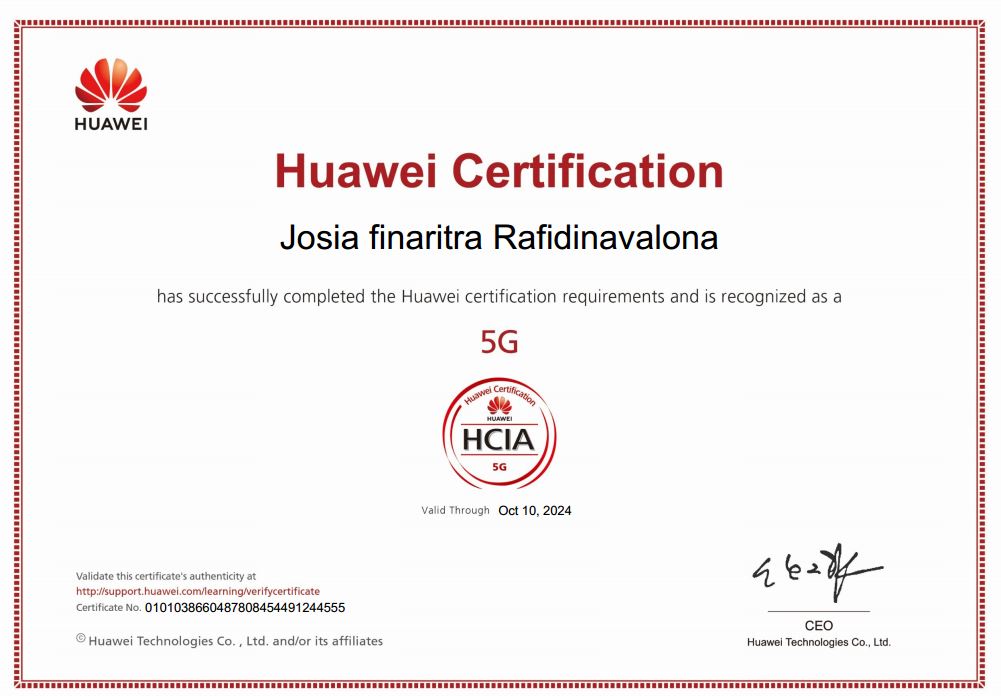 HUAWEI
Huawei Certification
Josia finaritra Rafidinavalona
has successfully completed the Huawei certification requirements and is recognized as a
5G
Huawei Certification
HUAWEI
HCIA
5G
Valid Through Oct 10, 2024
Validate this certificate's authenticity at
http://support.huawei.com/learning/verifycertificate
Certificate No. 010103866048780845449124​4555
© Huawei Technologies Co. , Ltd. and/or its affiliates
CEO
Huawei Technologies Co., Ltd.